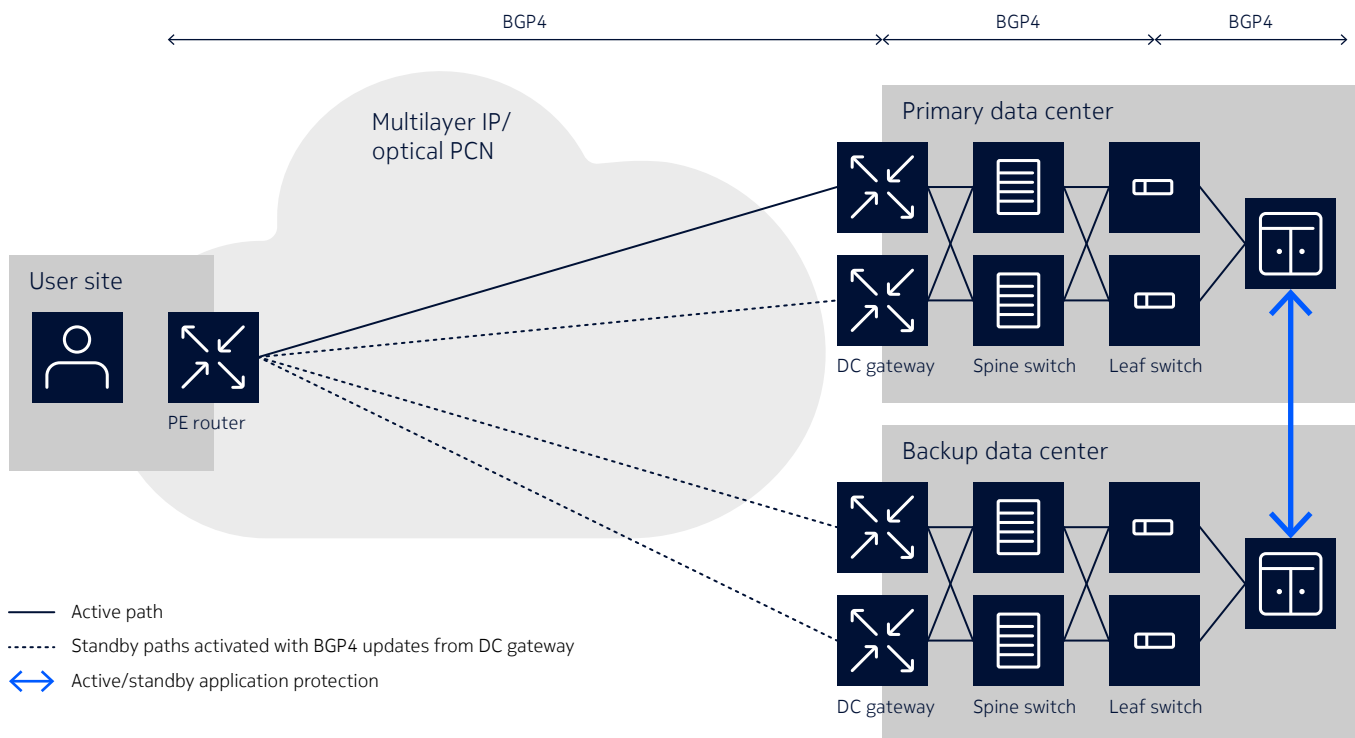 BGP4
BGP4
BGP4
Multilayer IP/
optical PCN
Primary data center
User site
PE router
DC gateway
Spine switch
Leaf switch
Backup data center
DC gateway
Spine switch
Leaf switch
Active path
Standby paths activated with BGP4 updates from DC gateway
Active/standby application protection